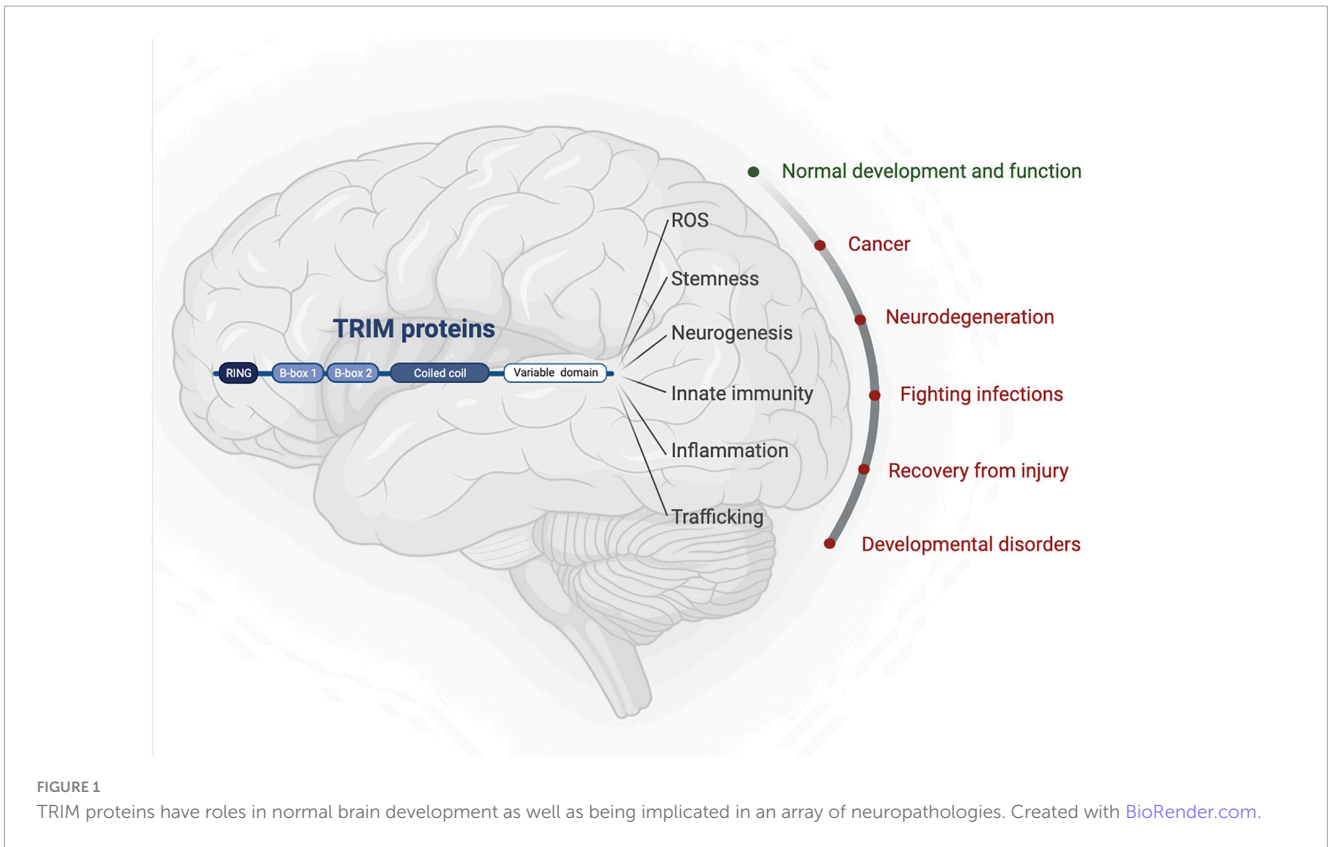 Normal development and function
ROS
Cancer
Stemness
Neurodegeneration
TRIM proteins
Neurogenesis
RING
B-box 1
B-box 2
Coiled coil
Variable domain
Innate immunity
Fighting infections
Inflammation
Recovery from injury
Trafficking
Developmental disorders
FIGURE 1
TRIM proteins have roles in normal brain development as well as being implicated in an array of neuropathologies. Created with BioRender.com.